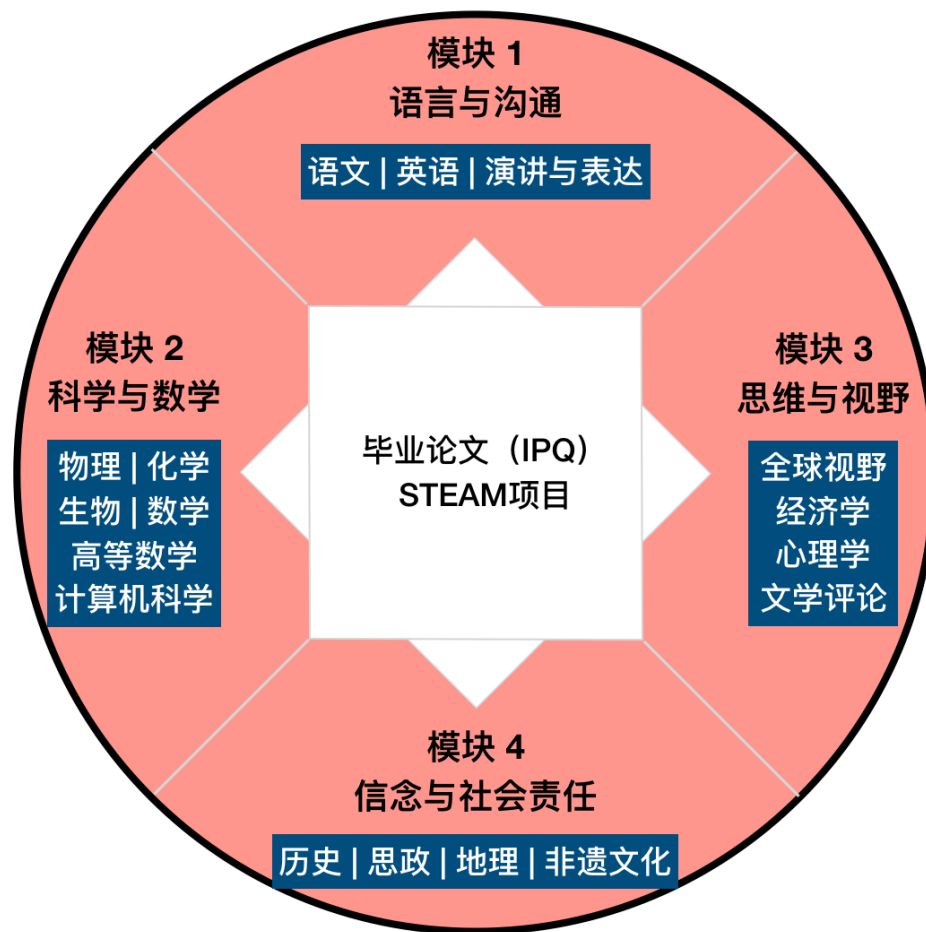 模块 1
语言与沟通
语文 | 英语 | 演讲与表达
模块 2
科学与数学
物理 | 化学
生物 | 数学
高等数学
计算机科学
毕业论文（IPQ）
STEAM项目
模块 3
思维与视野
全球视野
经济学
心理学
文学评论
模块 4
信念与社会责任
历史 | 思政 | 地理 | 非遗文化